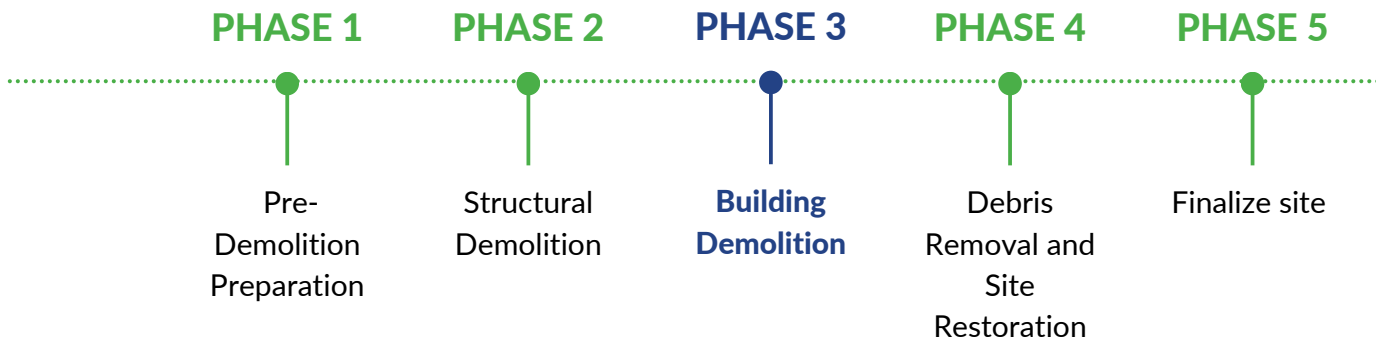 PHASE 1
PHASE 2
PHASE 3
PHASE 4
PHASE 5
Pre-
Demolition
Preparation
Structural
Demolition
Building
Demolition
Debris
Removal and
Site
Restoration
Finalize site